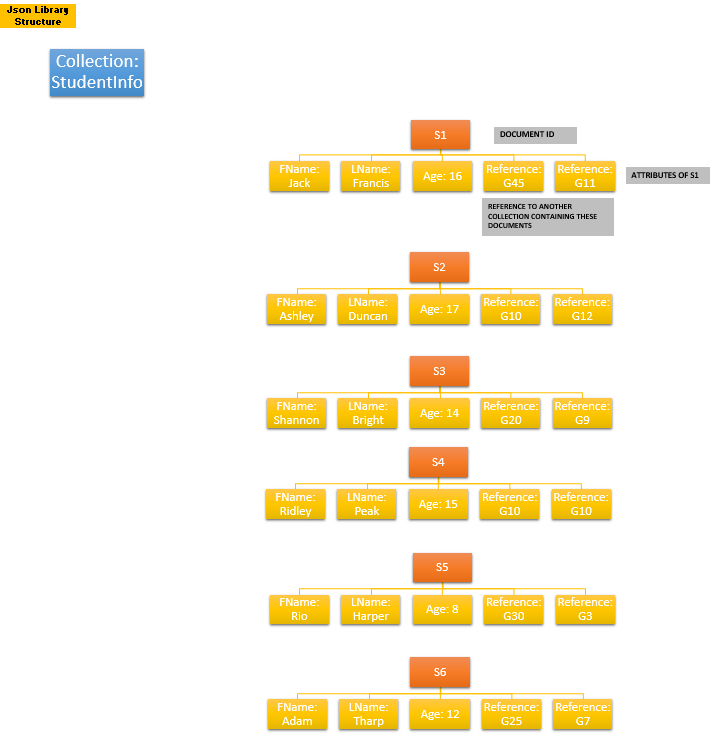 Json Library
Structure
Collection:
StudentInfo
S1
DOCUMENT ID
FName:
Jack
LName:
Francis
Age: 16
Reference:
G45
Reference:
G11
ATTRIBUTES OF S1
REFERENCE TO ANOTHER
COLLECTION CONTAINING THESE
DOCUMENTS
S2
FName:
Ashley
LName:
Duncan
Age: 17
Reference:
G10
Reference:
G12
S3
FName:
Shannon
LName:
Bright
Age: 14
Reference:
G20
Reference:
G9
S4
FName:
Ridley
LName:
Peak
Age: 15
Reference:
G10
Reference:
G10
S5
FName:
Rio
LName:
Harper
Age: 8
Reference:
G30
Reference:
G3
S6
FName:
Adam
LName:
Tharp
Age: 12
Reference:
G25
Reference:
G7